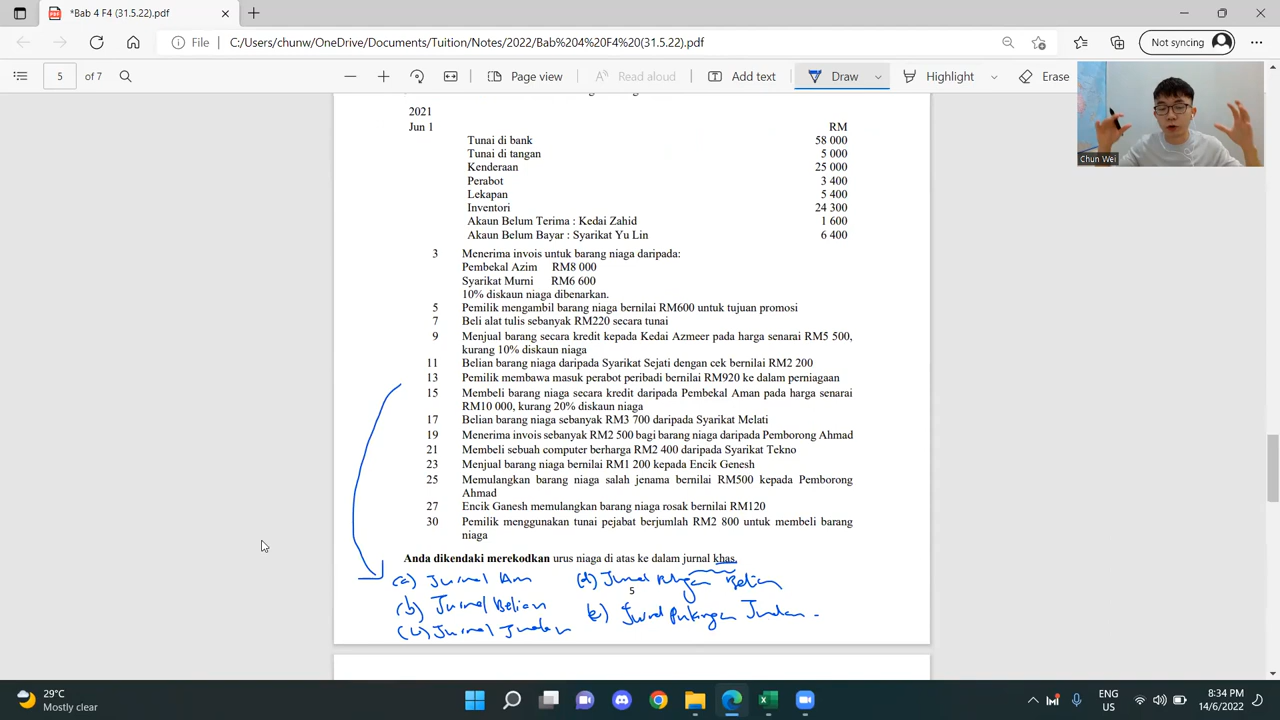 *Bab 4 F4 (31.5.22).pdf
File C:/Users/chunw/OneDrive/Documents/Tuition/Notes/2022/Bab%204%20F4%20(31.5.22).pdf
Not syncing
5 of 7
Page view
Read aloud
Add text
Draw
Highlight
Erase
Chun Wei
2021
Jun 1 RM
Tunai di bank 58 000
Tunai di tangan 5 000
Kenderaan 25 000
Perabot 3 400
Lekapan 5 400
Inventori 24 300
Akaun Belum Terima : Kedai Zahid 1 600
Akaun Belum Bayar : Syarikat Yu Lin 6 400
3 Menerima invois untuk barang niaga daripada:
Pembekal Azim RM8 000
Syarikat Murni RM6 600
10% diskaun niaga dibenarkan.
5 Pemilik mengambil barang niaga bernilai RM600 untuk tujuan promosi
7 Beli alat tulis sebanyak RM220 secara tunai
9 Menjual barang secara kredit kepada Kedai Azmeer pada harga senarai RM5 500,
kurang 10% diskaun niaga
11 Belian barang niaga daripada Syarikat Sejati dengan cek bernilai RM2 200
13 Pemilik membawa masuk perabot peribadi bernilai RM920 ke dalam perniagaan
15 Membeli barang niaga secara kredit daripada Pembekal Aman pada harga senarai
RM10 000, kurang 20% diskaun niaga
17 Belian barang niaga sebanyak RM3 700 daripada Syarikat Melati
19 Menerima invois sebanyak RM2 500 bagi barang niaga daripada Pemborong Ahmad
21 Membeli sebuah computer berharga RM2 400 daripada Syarikat Tekno
23 Menjual barang niaga bernilai RM1 200 kepada Encik Genesh
25 Memulangkan barang niaga salah jenama bernilai RM500 kepada Pemborong
Ahmad
27 Encik Ganesh memulangkan barang niaga rosak bernilai RM120
30 Pemilik menggunakan tunai pejabat berjumlah RM2 800 untuk membeli barang
niaga
Anda dikendaki merekodkan urus niaga di atas ke dalam jurnal khas.
(a) Jurnal Am
(b) Jurnal Belian
(c) Jurnal Jualan
(d) Jurnal Belian
5
(e) Jurnal Pulangan Jualan
29°C
Mostly clear
ENG
US
8:34 PM
14/6/2022